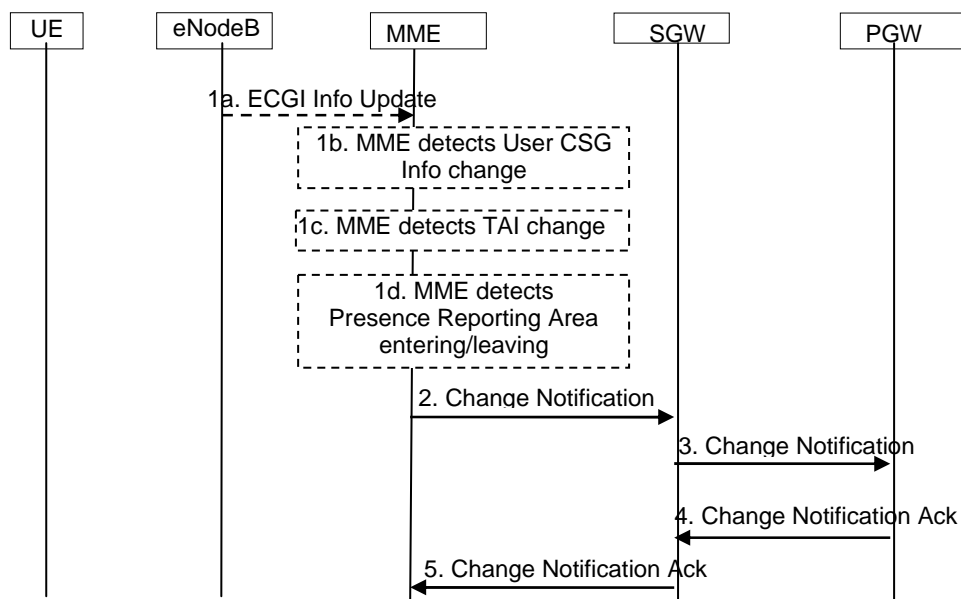 UE
eNodeB
MME
SGW
PGW
1a. ECGI Info Update
1b. MME detects User CSG
Info change
1c. MME detects TAI change
1d. MME detects
Presence Reporting Area
entering/leaving
2. Change Notification
3. Change Notification
4. Change Notification Ack
5. Change Notification Ack